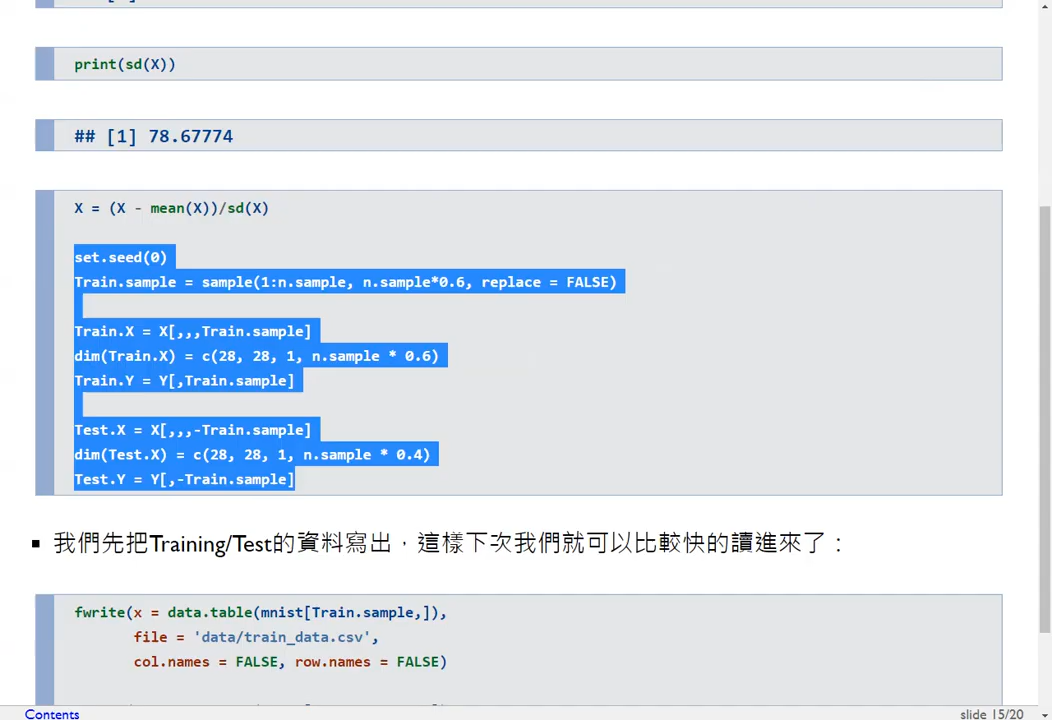 print(sd(X))
## [1] 78.67774
X = (X - mean(X))/sd(X)
set.seed(0)
Train.sample = sample(1:n.sample, n.sample*0.6, replace = FALSE)
Train.X = X[,,,Train.sample]
dim(Train.X) = c(28, 28, 1, n.sample * 0.6)
Train.Y = Y[,Train.sample]
Test.X = X[,,,-Train.sample]
dim(Test.X) = c(28, 28, 1, n.sample * 0.4)
Test.Y = Y[,-Train.sample]
▪ 我們先把Training/Test的資料寫出，這樣下次我們就可以比較快的讀進來了：
fwrite(x = data.table(mnist[Train.sample,]),
file = 'data/train_data.csv',
col.names = FALSE, row.names = FALSE)
Contents
slide 15/20